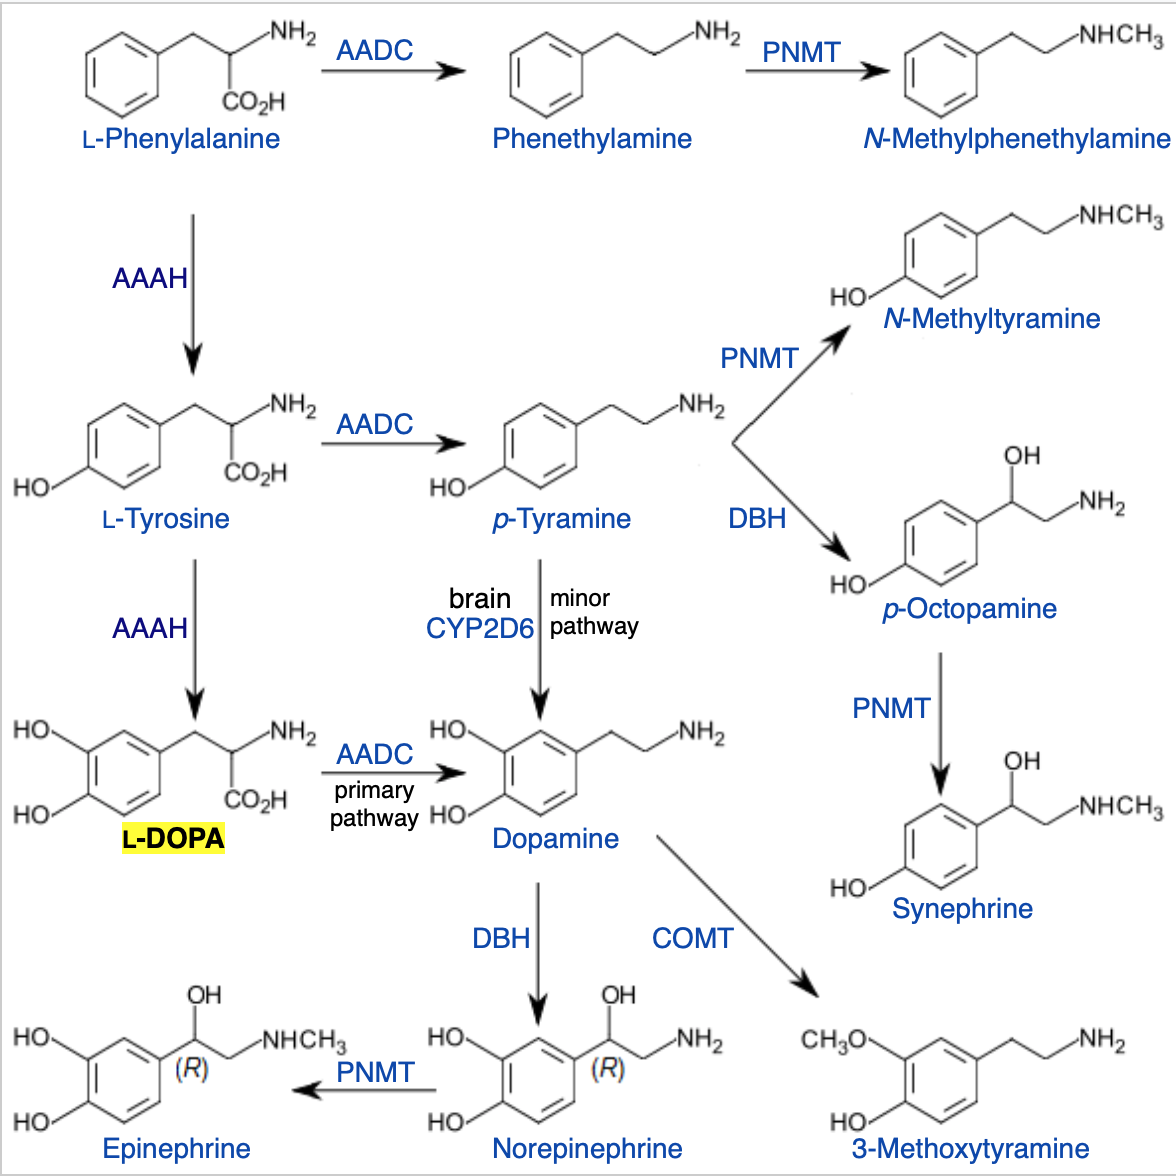 NH₂
CO₂H
L-Phenylalanine
AADC
NH₂
Phenethylamine
PNMT
NHCH₃
N-Methylphenethylamine
AAAH
NHCH₃
HO
N-Methyltyramine
PNMT
NH₂
CO₂H
HO
L-Tyrosine
AADC
NH₂
HO
p-Tyramine
DBH
OH
NH₂
HO
p-Octopamine
AAAH
brain
CYP2D6
minor
pathway
PNMT
HO
NH₂
CO₂H
HO
L-DOPA
AADC
primary
pathway
HO
NH₂
HO
Dopamine
OH
NHCH₃
HO
Synephrine
DBH
COMT
OH
HO
NHCH₃
(R)
HO
Epinephrine
PNMT
OH
HO
NH₂
(R)
HO
Norepinephrine
CH₃O
NH₂
HO
3-Methoxytyramine